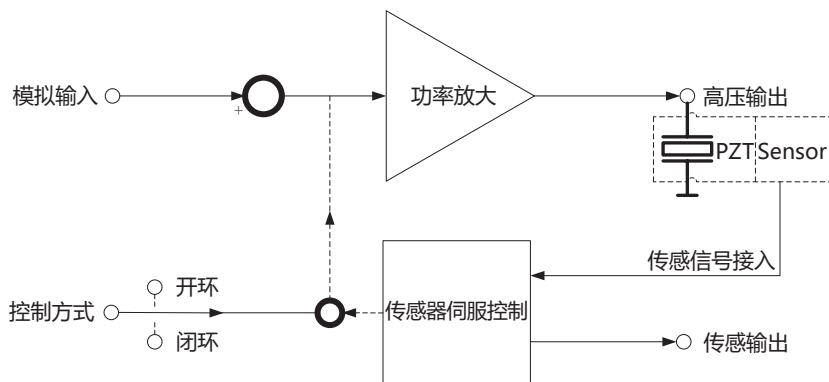 模拟输入
+
功率放大
高压输出
PZT Sensor
传感信号接入
控制方式
开环
闭环
传感器伺服控制
传感输出